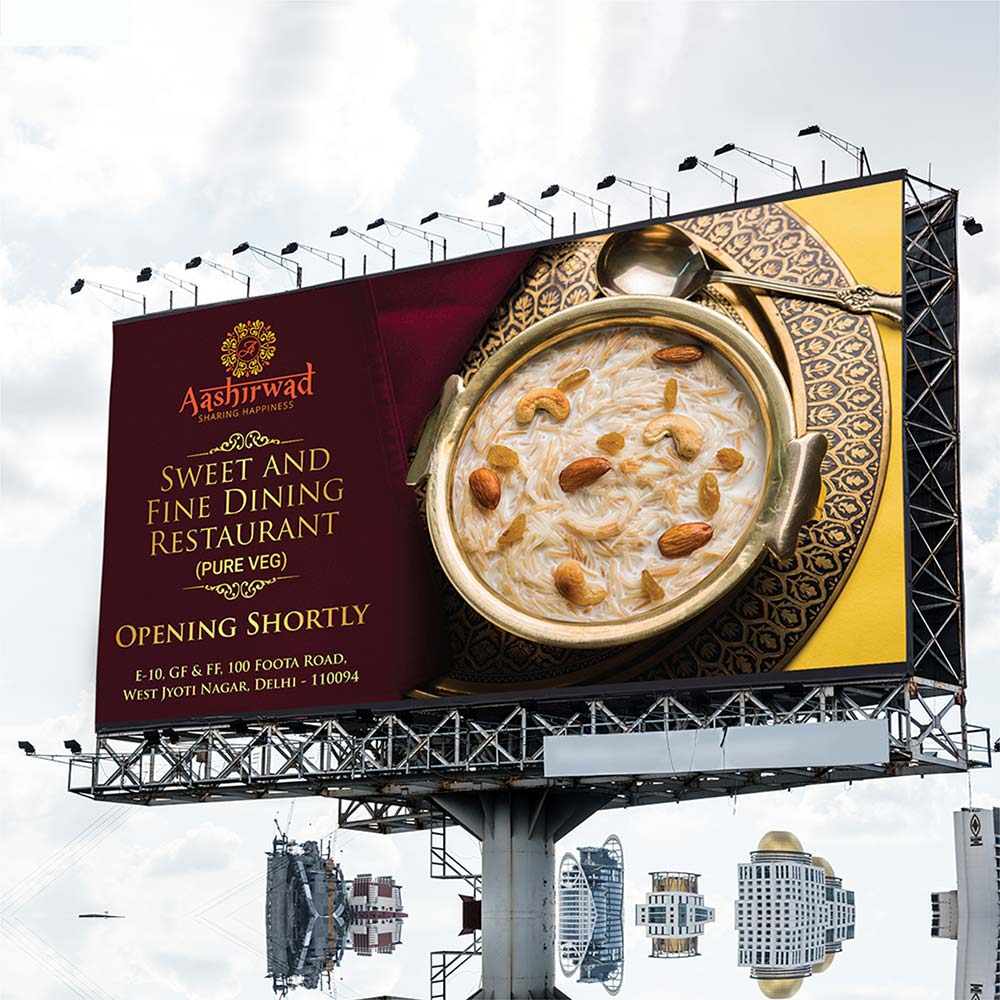 Aashirwad
SHARING HAPPINESS
SWEET AND
FINE DINING
RESTAURANT
(PURE VEG)
OPENING SHORTLY
E-10, GF & FF, 100 FOOTA ROAD,
WEST JYOTI NAGAR, DELHI - 110094